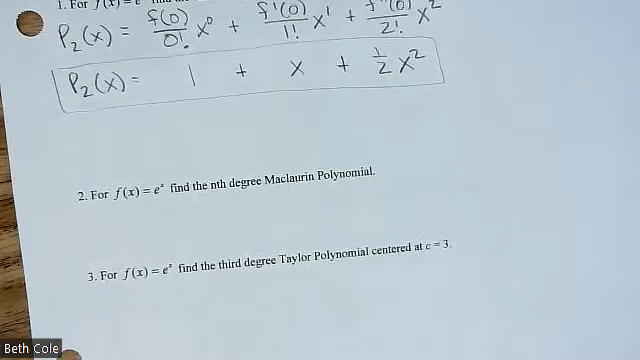 1. For f(x) = e
P₂(x) = f(0)/0! x⁰ + f'(0)/1! x¹ + f''(0)/2! x²
P₂(x) = 1 + x + 1/2 x²
2. For f(x) = eˣ find the nth degree Maclaurin Polynomial.
3. For f(x) = eˣ find the third degree Taylor Polynomial centered at c = 3.
Beth Cole